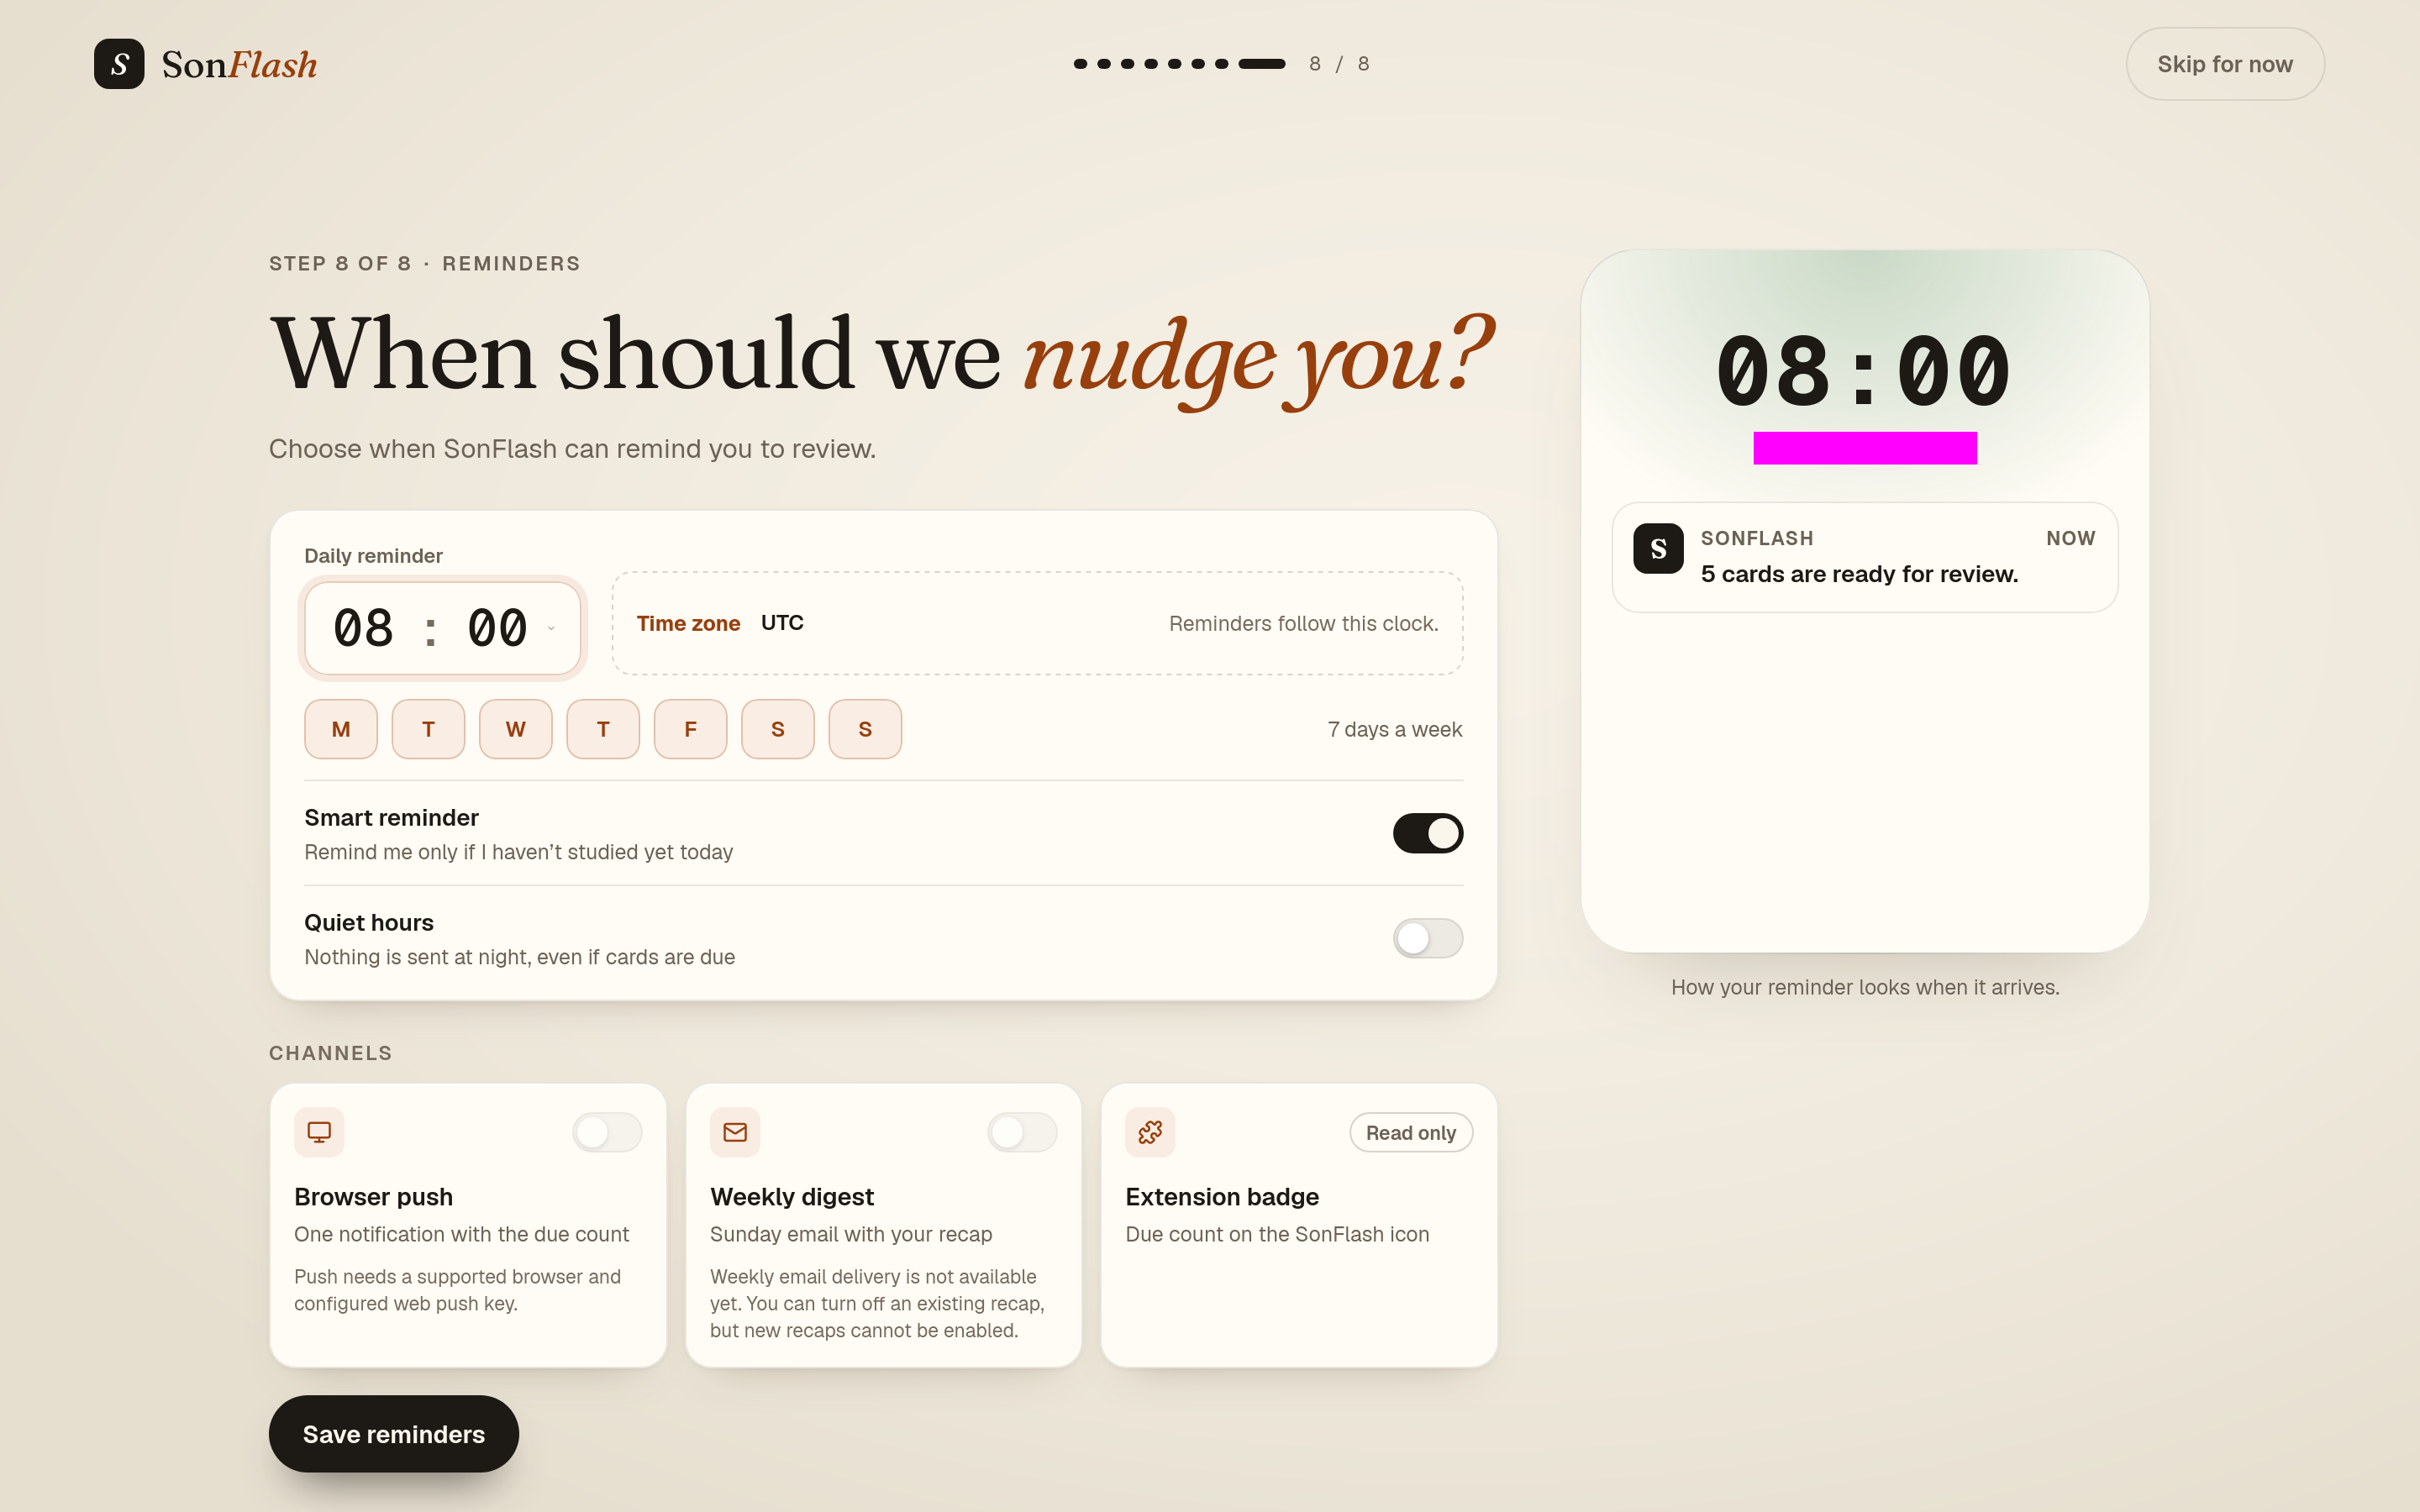 S SonFlash
8 / 8
Skip for now
STEP 8 OF 8 · REMINDERS
When should we nudge you?
Choose when SonFlash can remind you to review.
Daily reminder
08 : 00
Time zone UTC
Reminders follow this clock.
M T W T F S S
7 days a week
Smart reminder
Remind me only if I haven’t studied yet today
Quiet hours
Nothing is sent at night, even if cards are due
CHANNELS
Browser push
One notification with the due count
Push needs a supported browser and
configured web push key.
Weekly digest
Sunday email with your recap
Weekly email delivery is not available
yet. You can turn off an existing recap,
but new recaps cannot be enabled.
Read only
Extension badge
Due count on the SonFlash icon
Save reminders
08:00
S SONFLASH NOW
5 cards are ready for review.
How your reminder looks when it arrives.